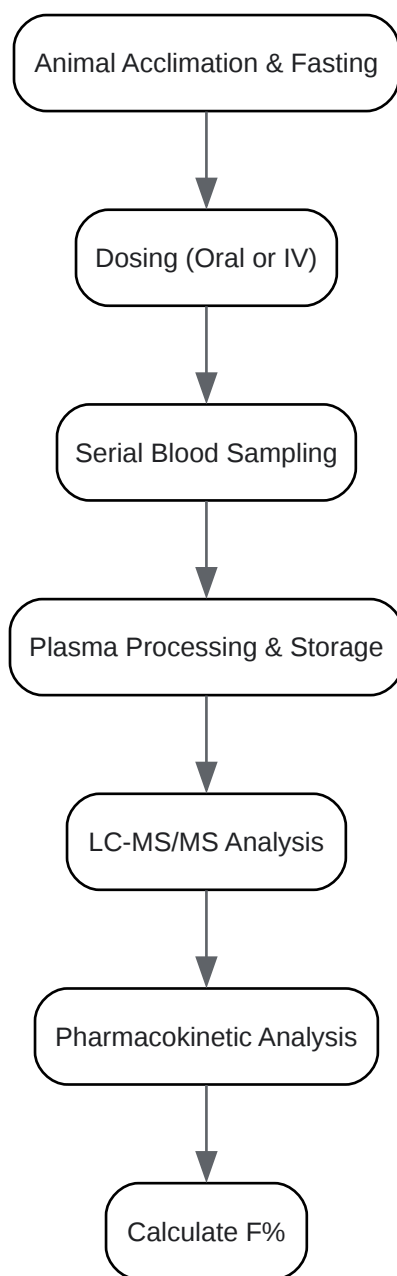 Animal Acclimation & Fasting
Dosing (Oral or IV)
Serial Blood Sampling
Plasma Processing & Storage
LC-MS/MS Analysis
Pharmacokinetic Analysis
Calculate F%